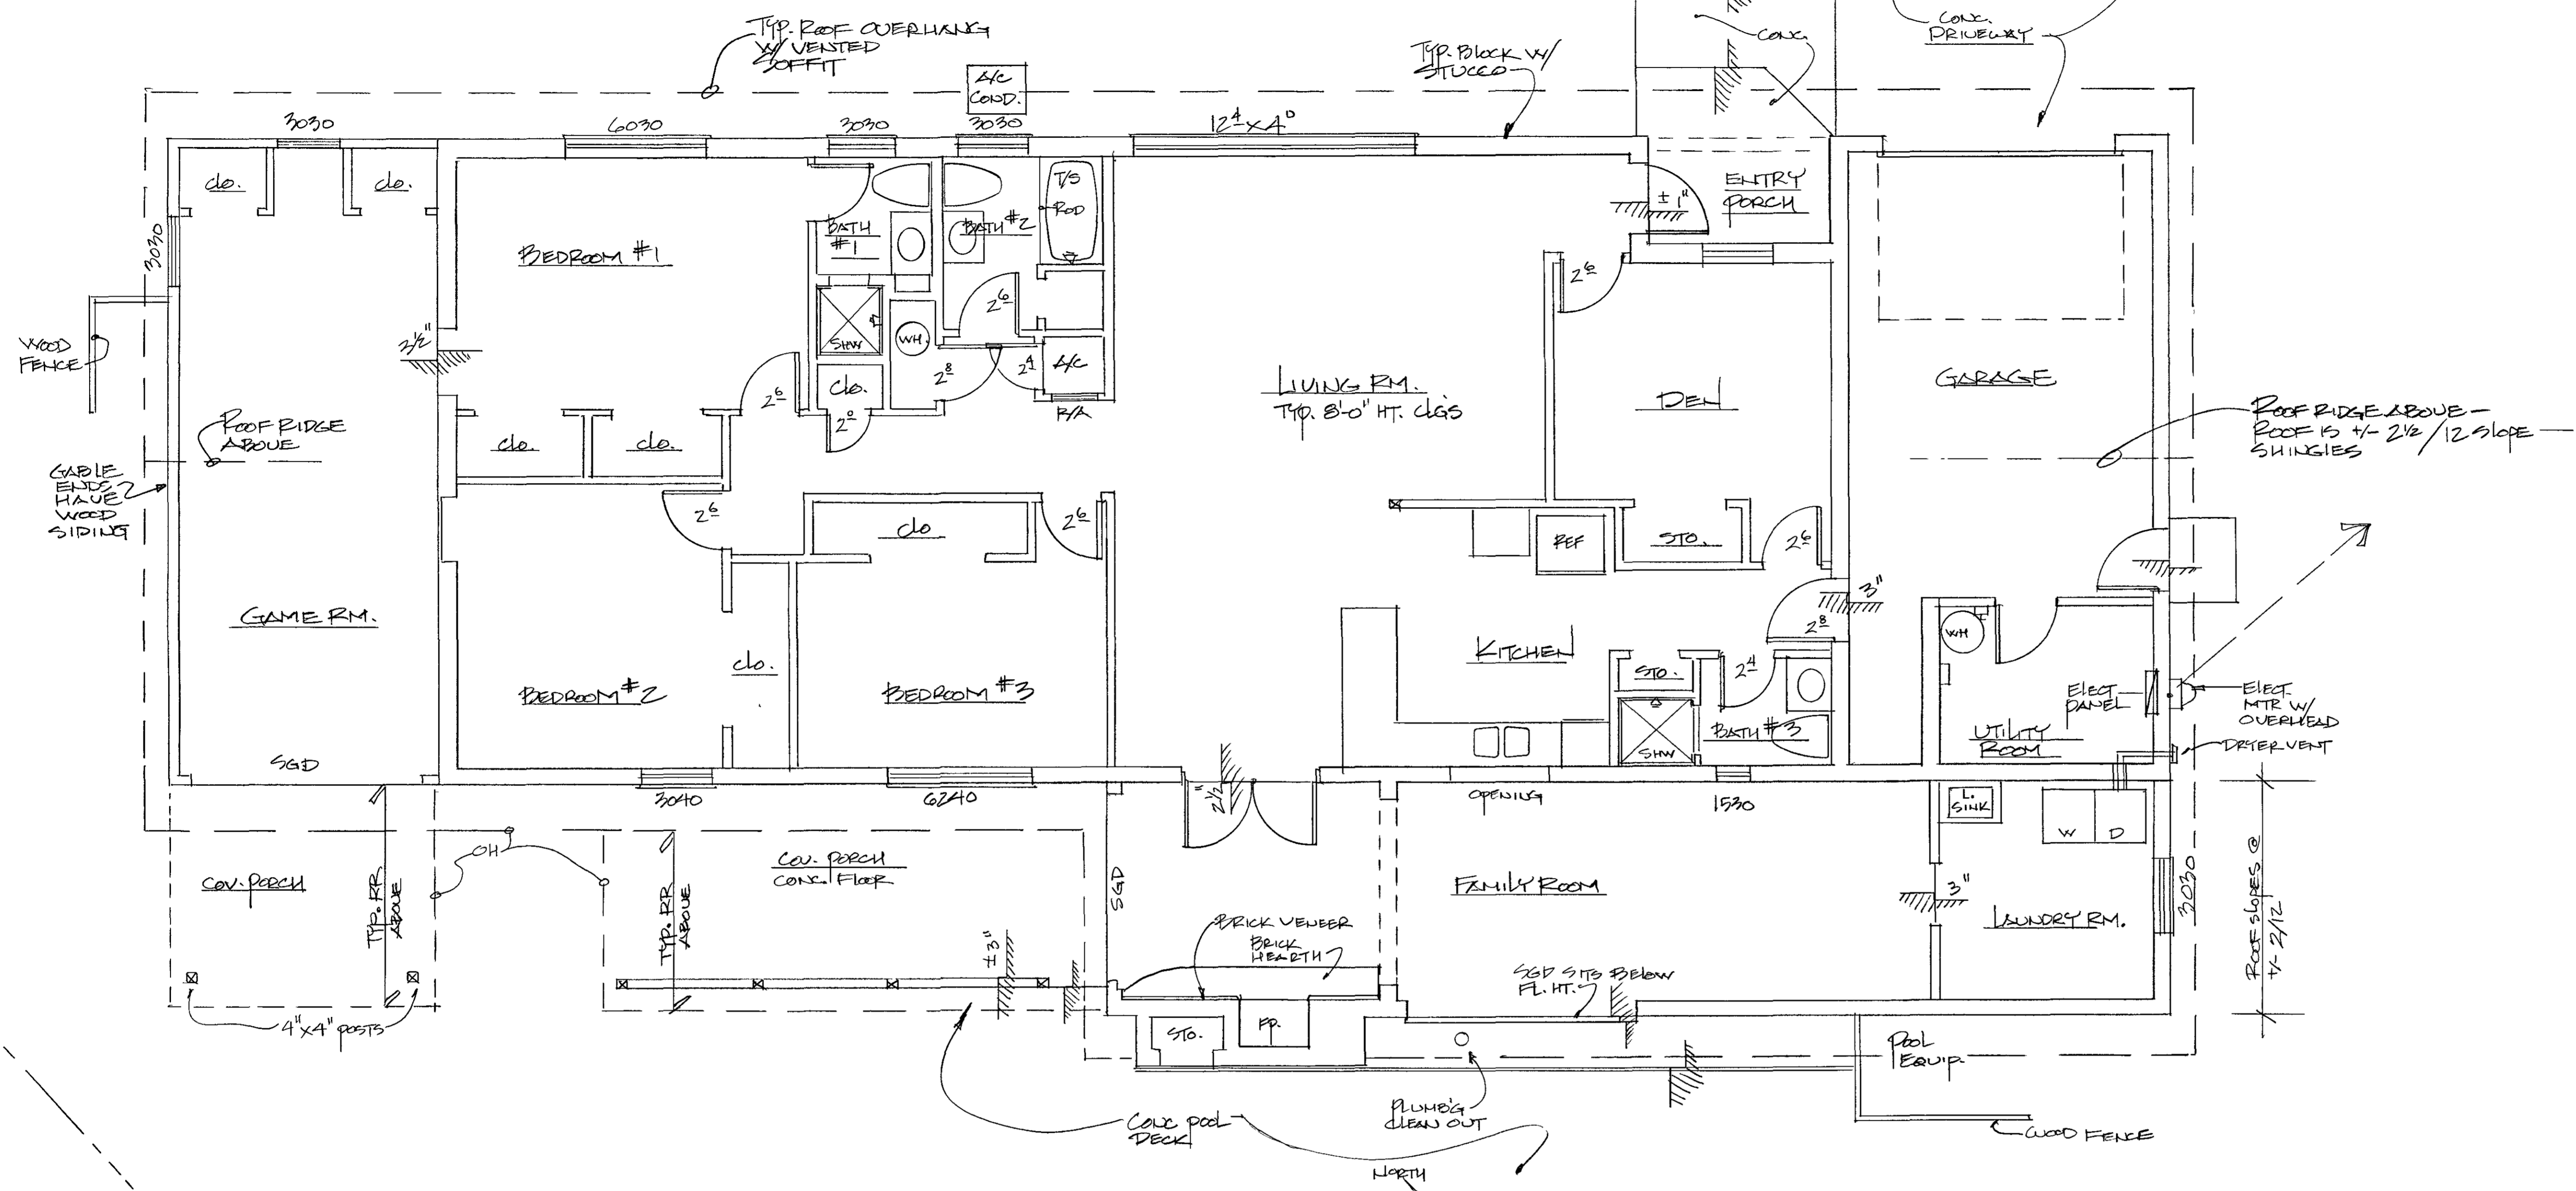 TYP. ROOF OVERHANG
W/ VENTED
SOFFIT
A/C
COND.
TYP. BLOCK W/
STUCCO
CONC.
CONC.
DRIVEWAY
3030
6030
3030
3030
12⁴ X 4⁰
clo.
clo.
3030
BEDROOM #1
BATH
#1
BATH #2
T/S
ROD
± 1"
ENTRY
PORCH
2⁶
2⁶
WOOD
FENCE
3½"
SHW
WH.
2⁸
2⁴
A/C
R/A
clo.
2⁰
2⁶
LIVING RM.
TYP. 8'-0" HT. CLG'S
DEN
GARAGE
ROOF RIDGE
ABOVE
ROOF RIDGE ABOVE -
ROOF IS +/- 2½/12 SLOPE
SHINGLES
clo.
clo.
GABLE
ENDS
HAVE
WOOD
SIDING
2⁶
clo
2⁶
REF
STO.
2⁶
3"
2⁸
GAME RM.
KITCHEN
WH
clo.
BEDROOM #2
BEDROOM #3
STO.
2⁴
SHW
BATH #3
ELECT.
PANEL
UTILITY
ROOM
ELECT.
MTR W/
OVERHEAD
DRYER VENT
SGD
3040
6240
2½"
OPENING
1530
L.
SINK
W
D
OH
COV. PORCH
COV. PORCH
CONC. FLOOR
TYP. RR
ABOVE
TYP. RR
ABOVE
SGD
FAMILY ROOM
3"
LAUNDRY RM.
3030
ROOF SLOPES @
+/- 2/12
BRICK VENEER
BRICK
HEARTH
± 3"
SGD SITS BELOW
FL. HT.
4"X4" POSTS
STO.
FP.
POOL
EQUIP.
CONC POOL
DECK
PLUMB'G
CLEAN OUT
WOOD FENCE
NORTH